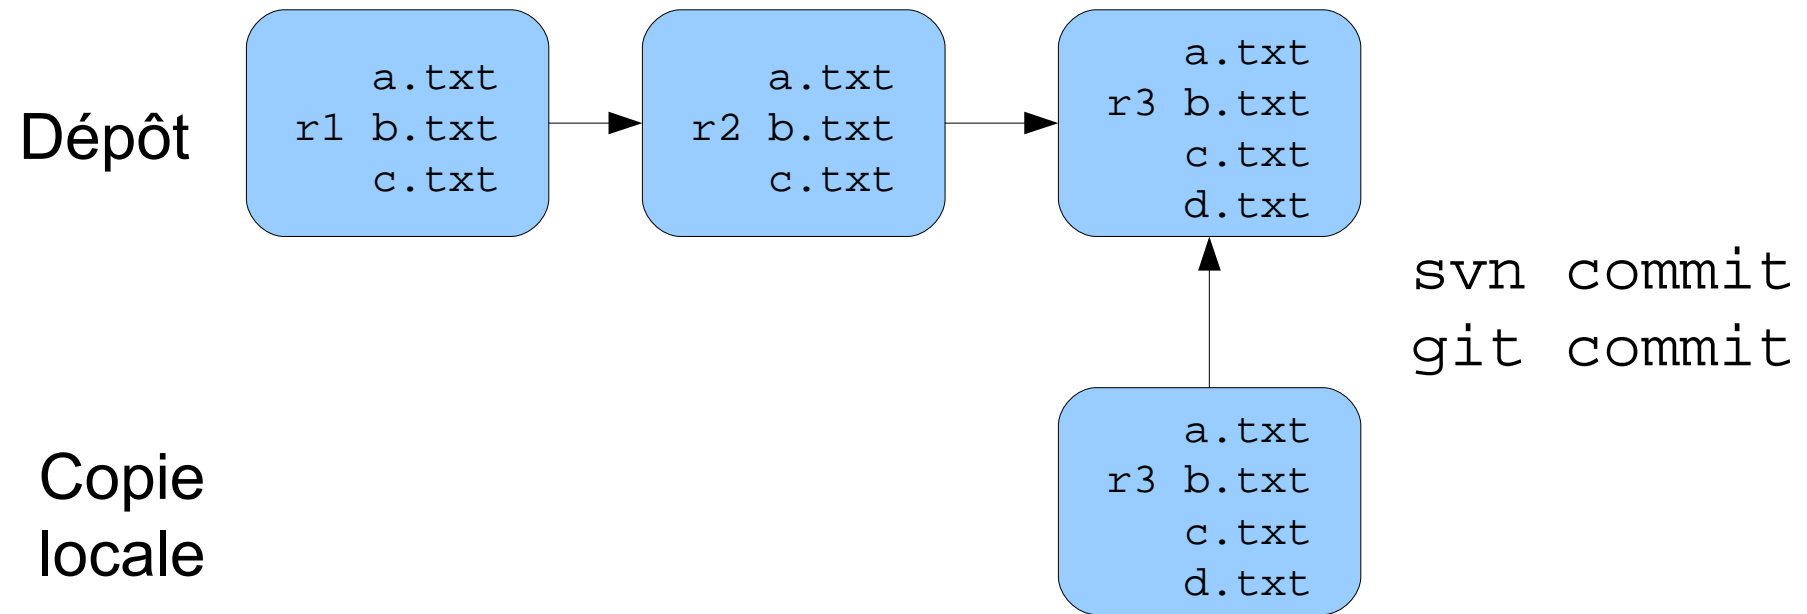 Dépôt
a.txt
r1 b.txt
c.txt
a.txt
r2 b.txt
c.txt
a.txt
r3 b.txt
c.txt
d.txt
svn commit
git commit
Copie
locale
a.txt
r3 b.txt
c.txt
d.txt